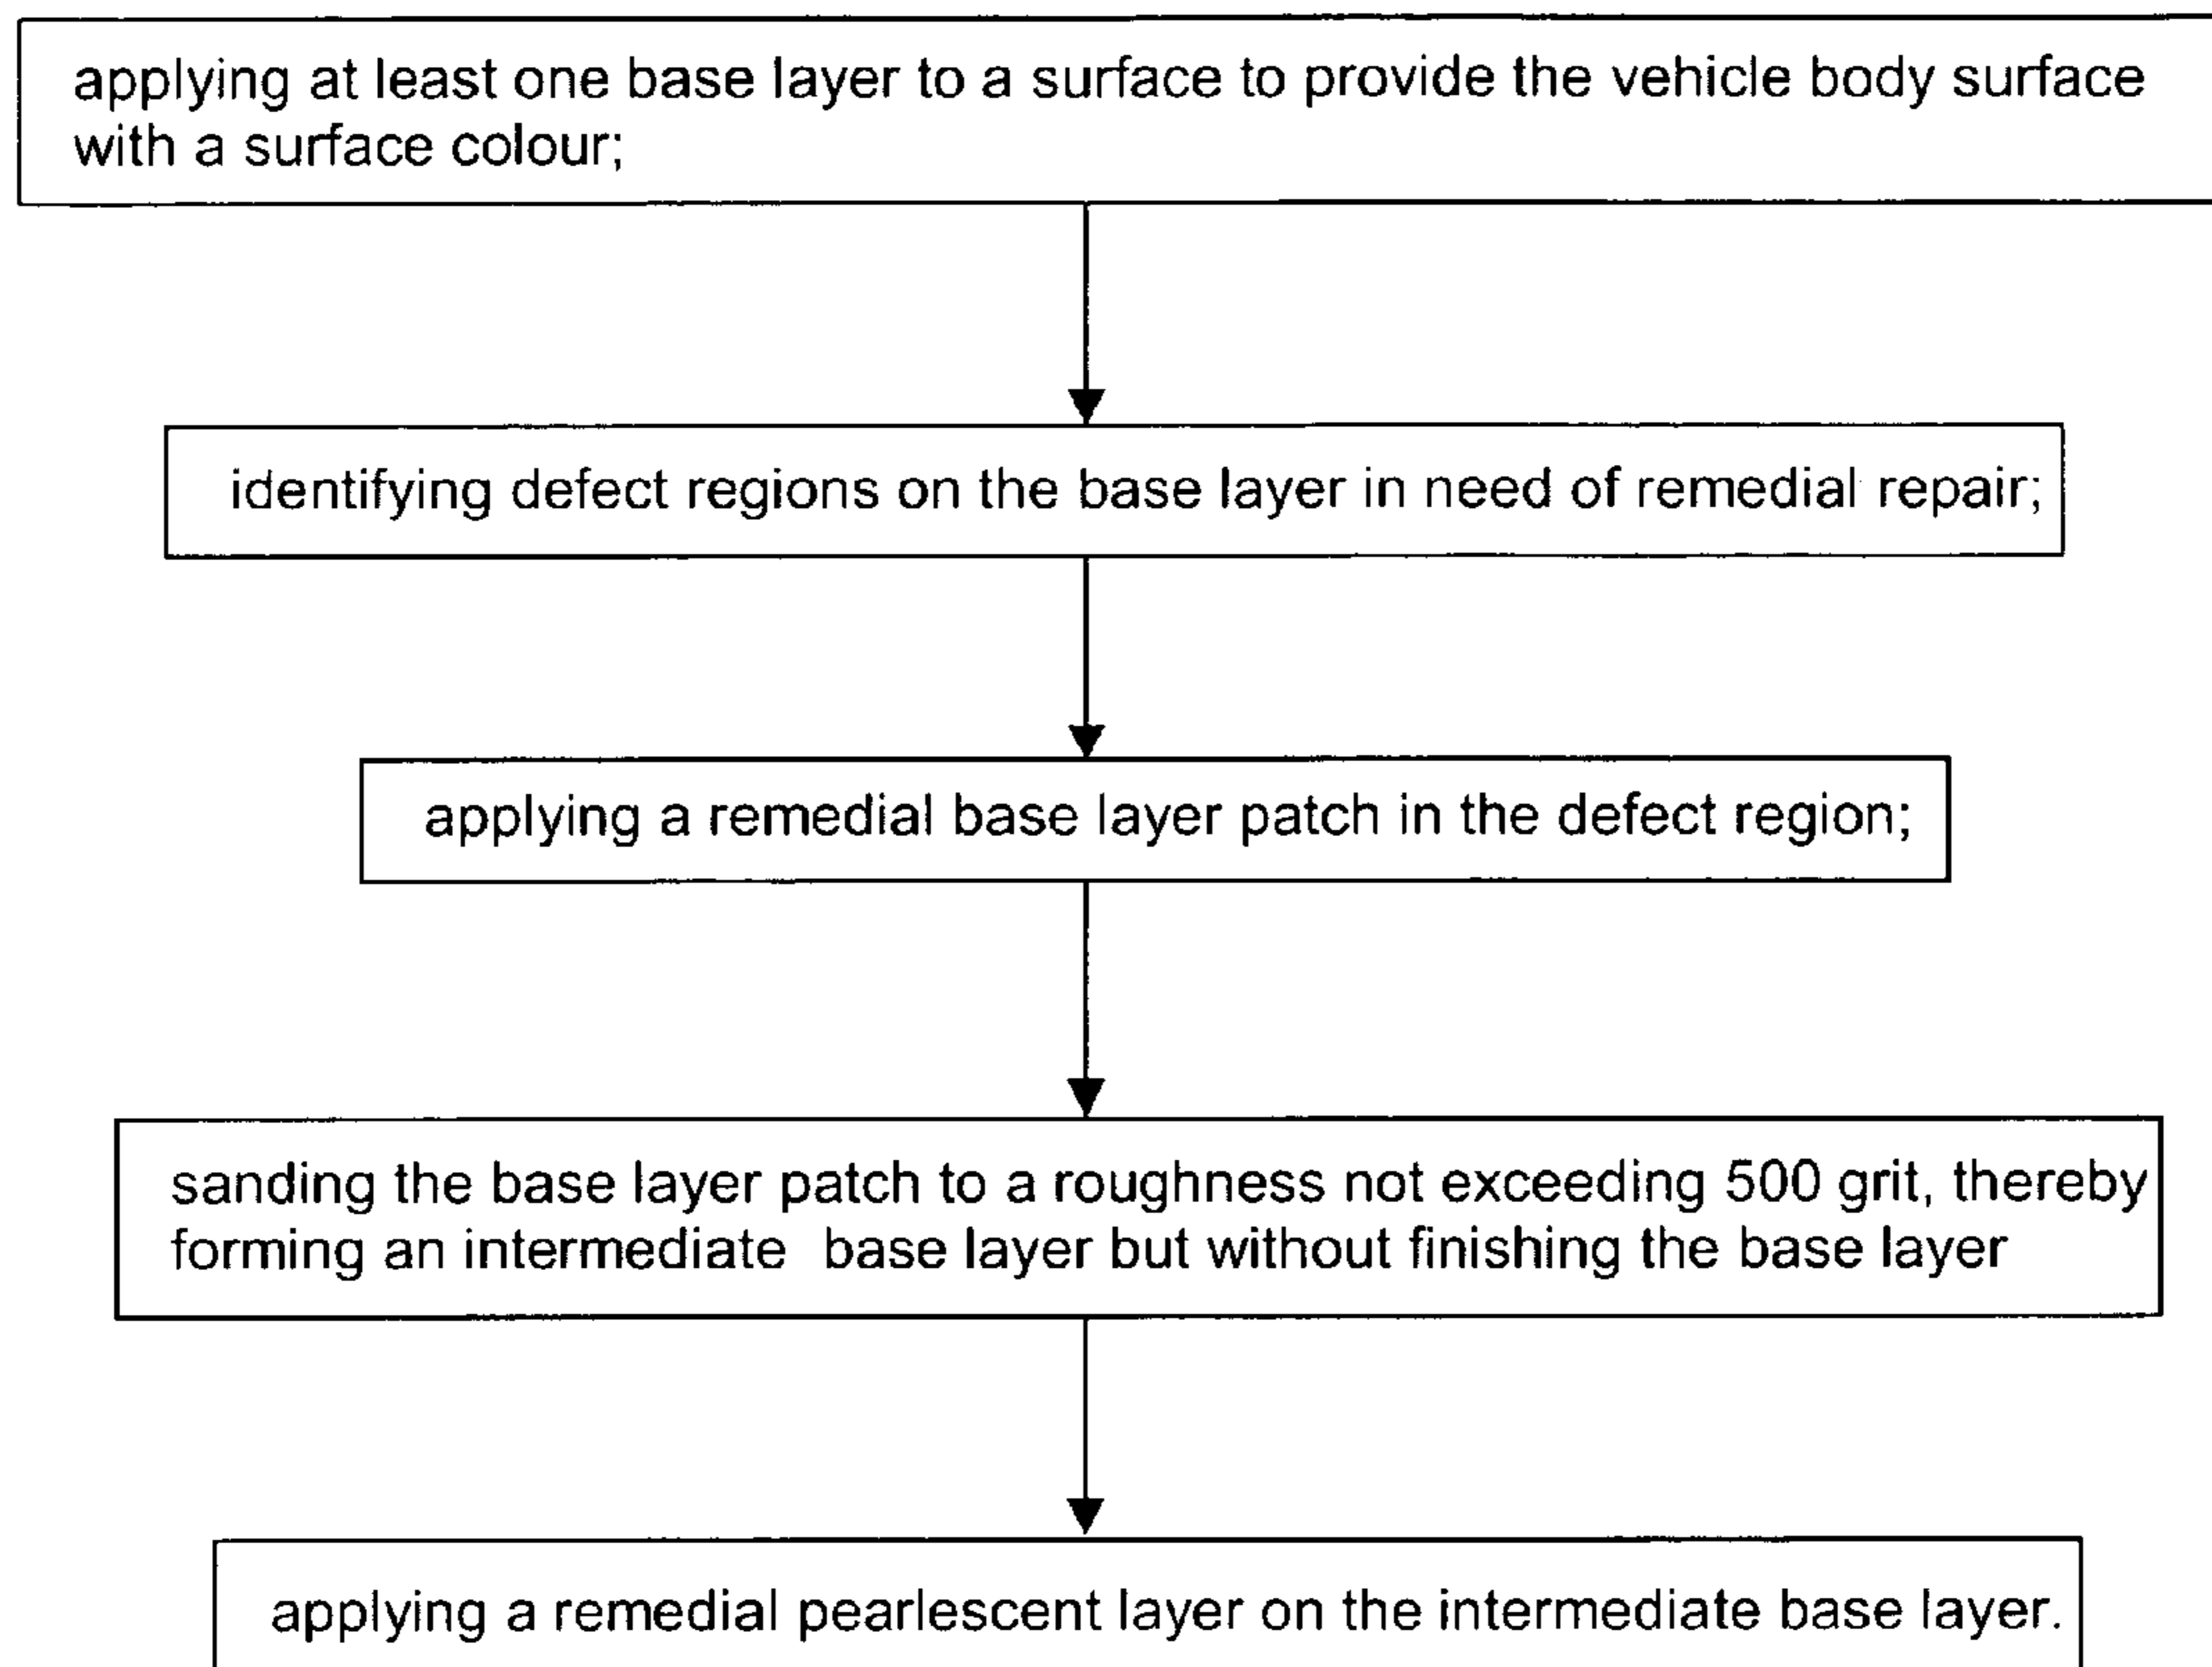 applying at least one base layer to a surface to provide the vehicle body surface
with a surface colour;
identifying defect regions on the base layer in need of remedial repair;
applying a remedial base layer patch in the defect region;
sanding the base layer patch to a roughness not exceeding 500 grit, thereby
forming an intermediate base layer but without finishing the base layer
applying a remedial pearlescent layer on the intermediate base layer.